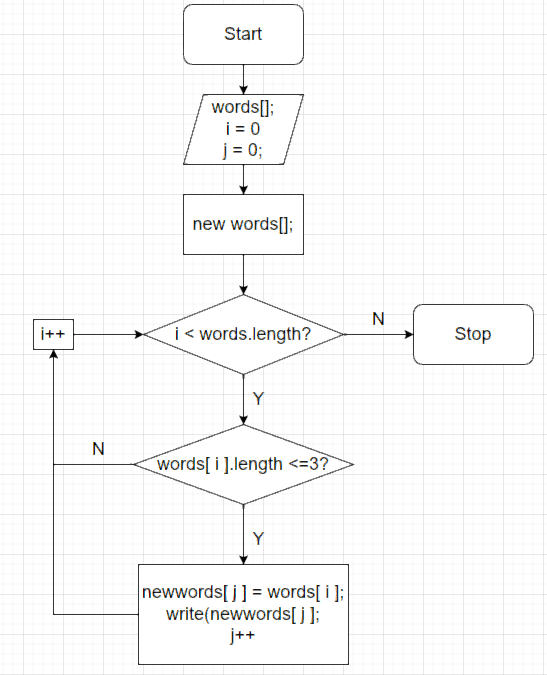 Start
words[];
i = 0
j = 0;
new words[];
i++
i < words.length?
N
Stop
Y
N
words[ i ].length <=3?
Y
newwords[ j ] = words[ i ];
write(newwords[ j ];
j++